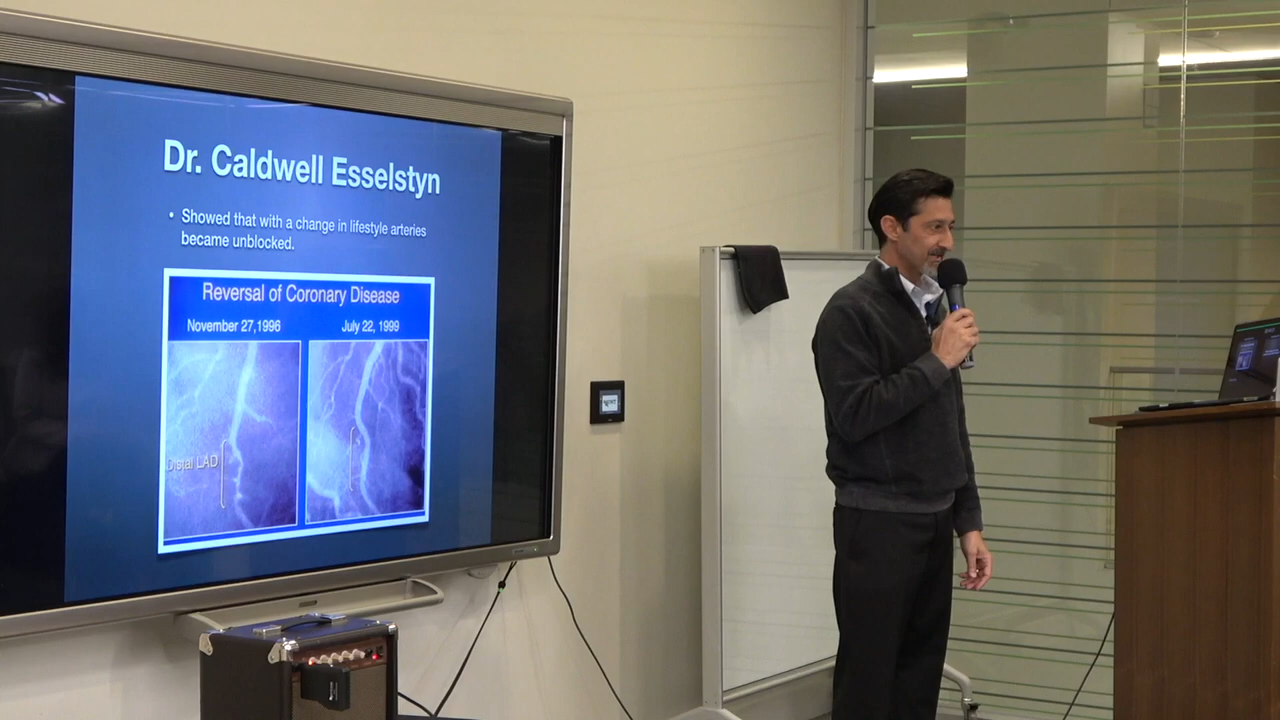 Dr. Caldwell Esselstyn
• Showed that with a change in lifestyle arteries
became unblocked.
Reversal of Coronary Disease
November 27,1996
July 22, 1999
Distal LAD